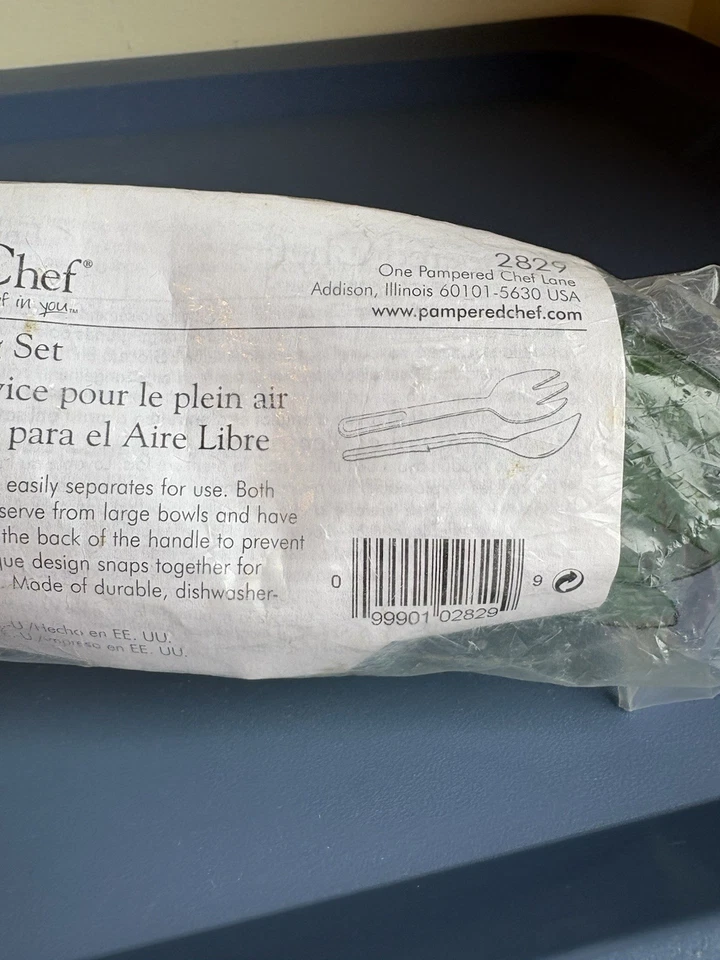 2829
One Pampered Chef Lane
Addison, Illinois 60101-5630 USA
www.pamperedchef.com
Chef®
in you™
Set
vice pour le plein air
para el Aire Libre
easily separates for use. Both
serve from large bowls and have
the back of the handle to prevent
ue design snaps together for
. Made of durable, dishwasher-
-U./Hecho en EE. UU.
en EE. UU.
0 99901 02829 9